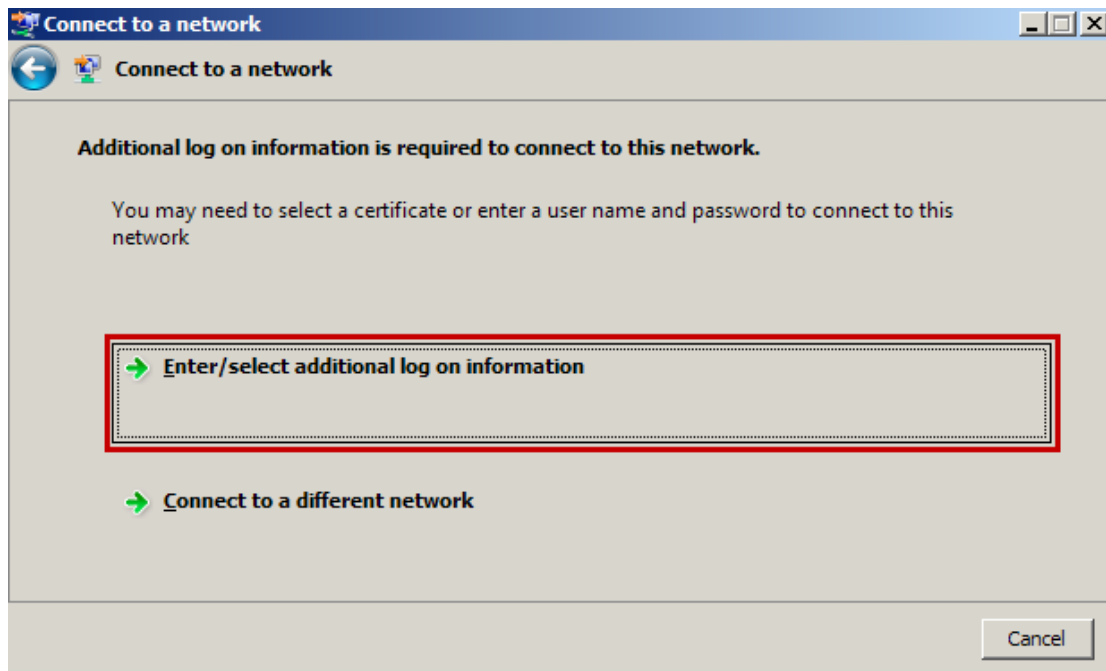 Connect to a network
Connect to a network
Additional log on information is required to connect to this network.
You may need to select a certificate or enter a user name and password to connect to this
network
Enter/select additional log on information
Connect to a different network
Cancel